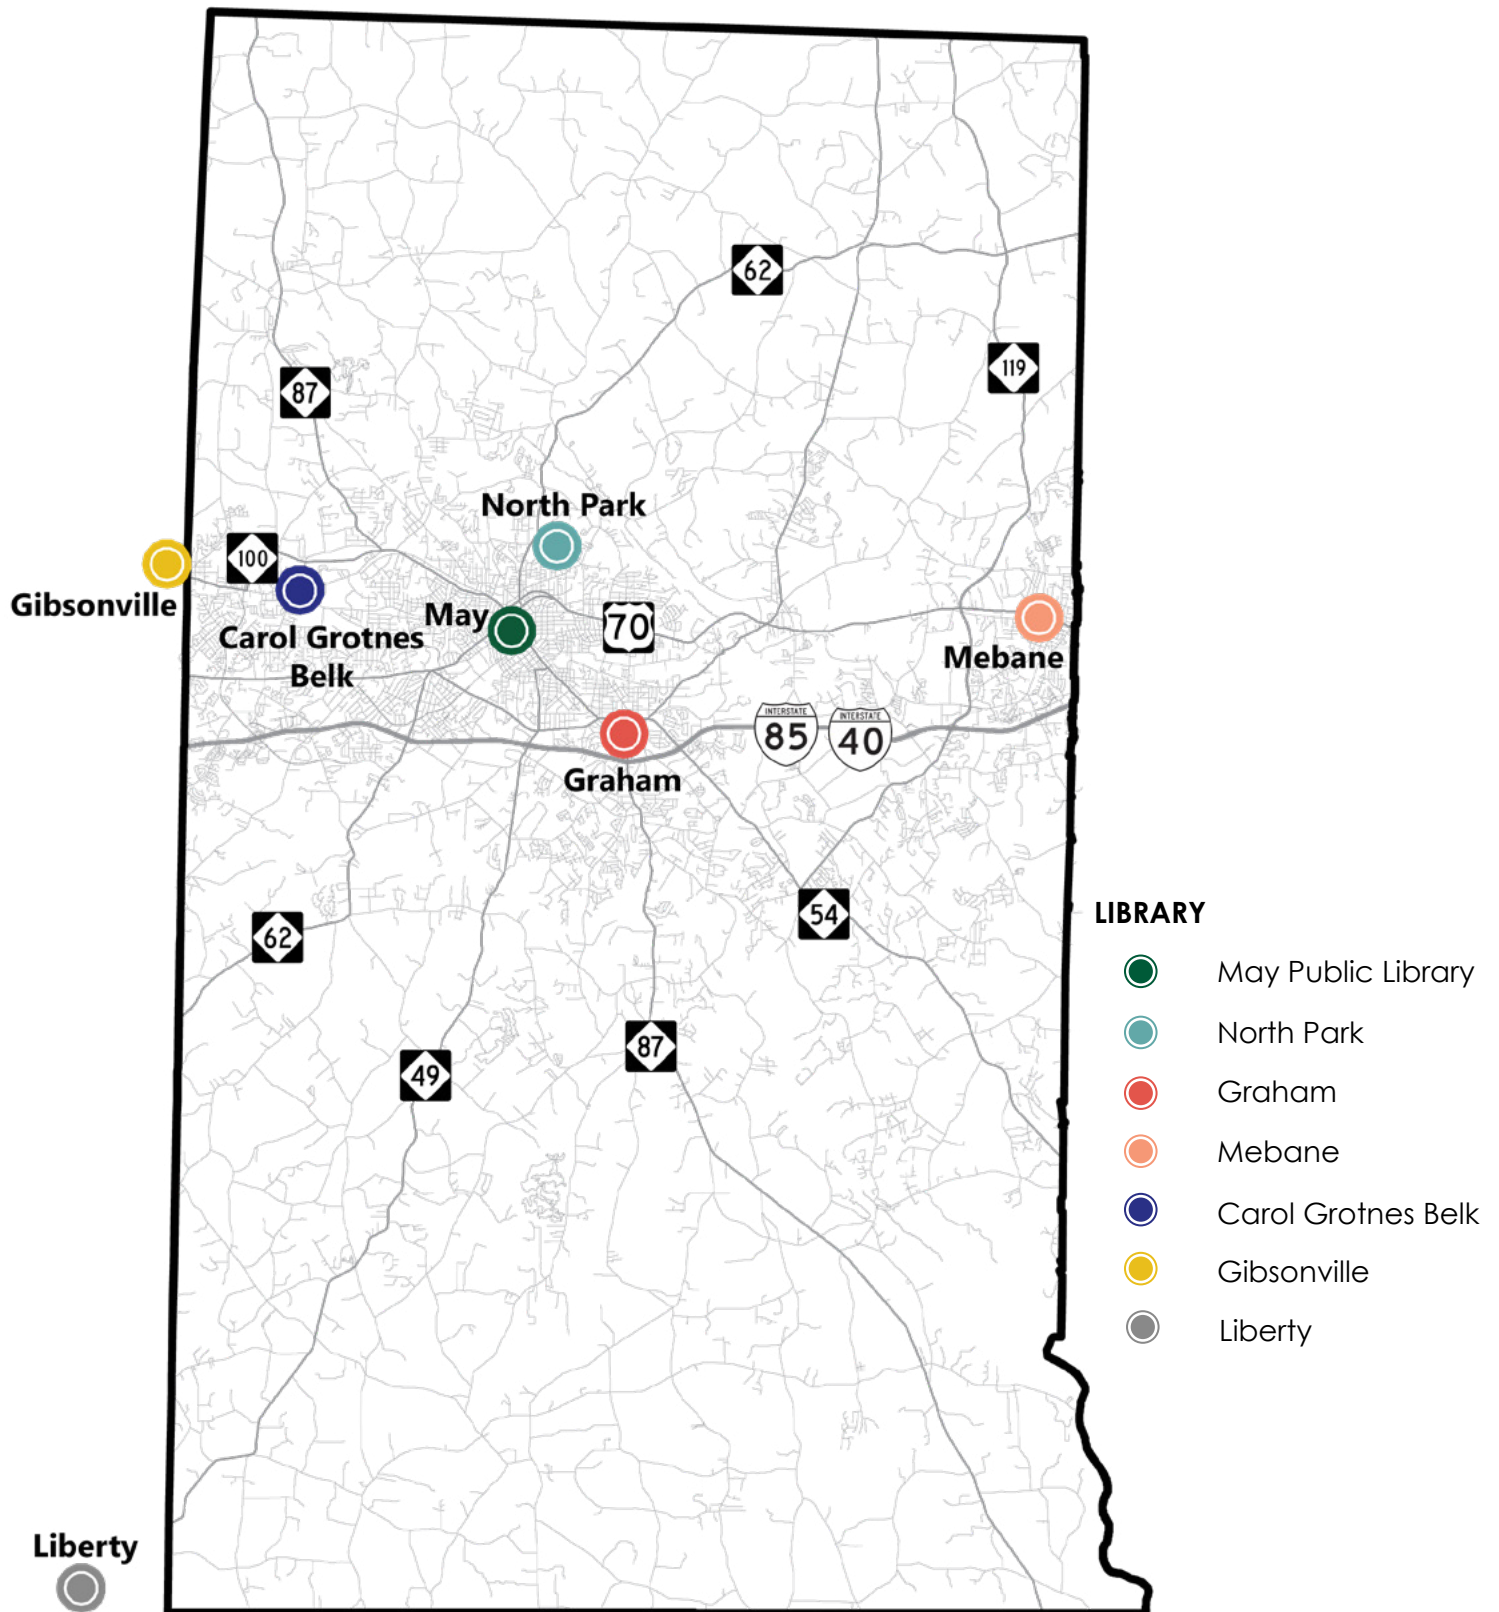 62
119
87
North Park
100
Gibsonville
May
70
Carol Grotnes
Belk
Mebane
INTERSTATE
85
INTERSTATE
40
Graham
54
62
87
49
Liberty
LIBRARY
May Public Library
North Park
Graham
Mebane
Carol Grotnes Belk
Gibsonville
Liberty